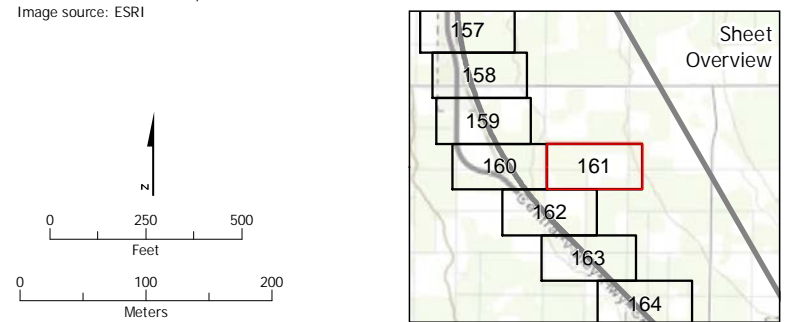 Image source: ESRI
N
0 250 500
Feet
0 100 200
Meters
Sheet
Overview
157
158
159
160 161
162
163
164